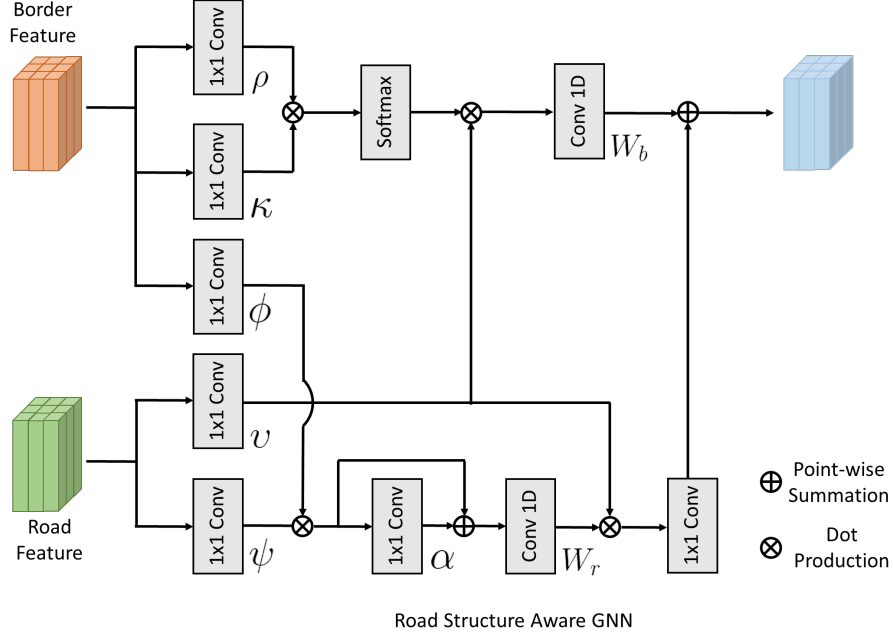 Border
Feature
1x1 Conv
ρ
1x1 Conv
κ
1x1 Conv
ϕ
Softmax
Conv 1D
W_b
Road
Feature
1x1 Conv
υ
1x1 Conv
ψ
1x1 Conv
α
Conv 1D
W_r
1x1 Conv
Point-wise
Summation
Dot
Production
Road Structure Aware GNN